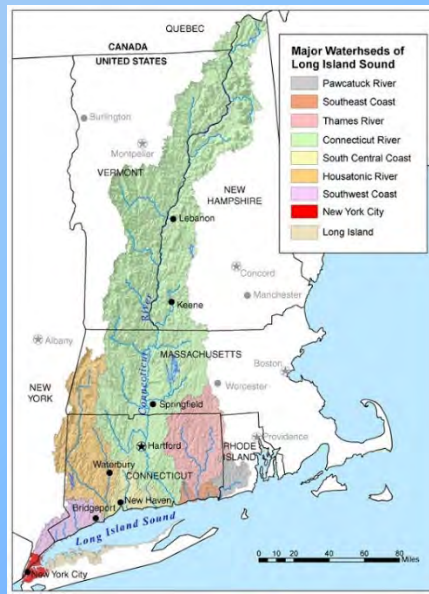 QUEBEC
CANADA
UNITED STATES
Major Waterhseds of
Long Island Sound
Pawcatuck River
Southeast Coast
Thames River
Connecticut River
South Central Coast
Housatonic River
Southwest Coast
New York City
Long Island
Burlington
Montpelier
VERMONT
NEW
HAMPSHIRE
Lebanon
Concord
Manchester
Keene
Connecticut River
Albany
MASSACHUSETTS
Boston
NEW
YORK
Worcester
Springfield
Providence
Hartford
RHODE
ISLAND
Waterbury
CONNECTICUT
New Haven
Bridgeport
Long Island Sound
New York City
0 20 40 60 80
Miles